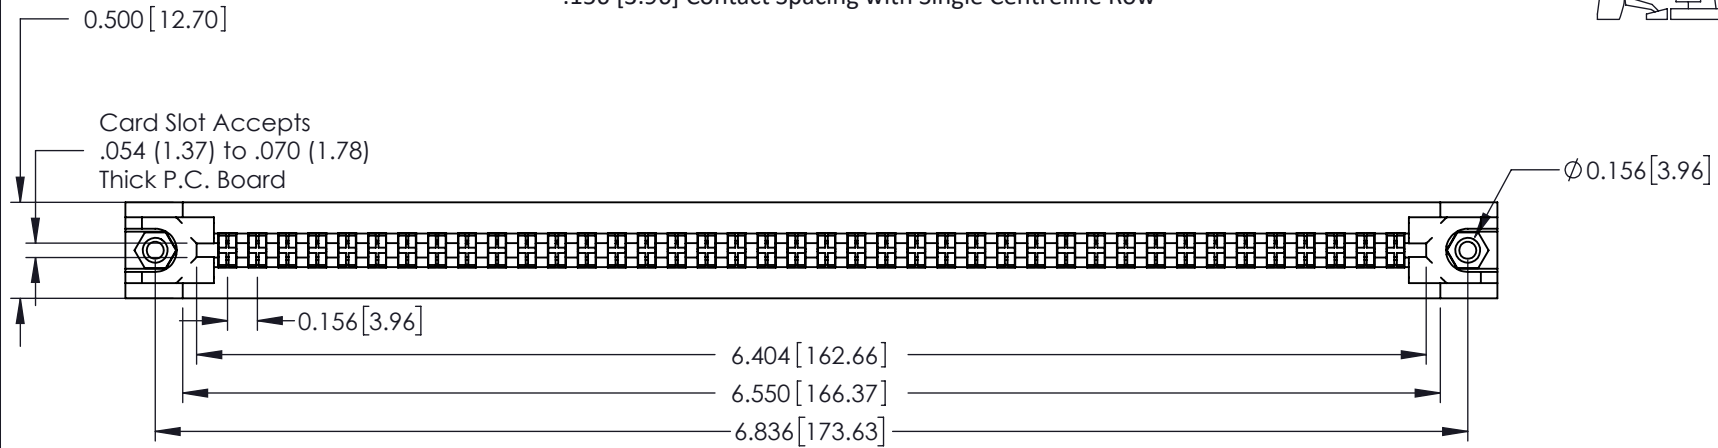 .156 [3.96] Contact Spacing with Single Centreline Row
0.500 [12.70]
Card Slot Accepts
.054 (1.37) to .070 (1.78)
Thick P.C. Board
Ø0.156 [3.96]
0.156 [3.96]
6.404 [162.66]
6.550 [166.37]
6.836 [173.63]